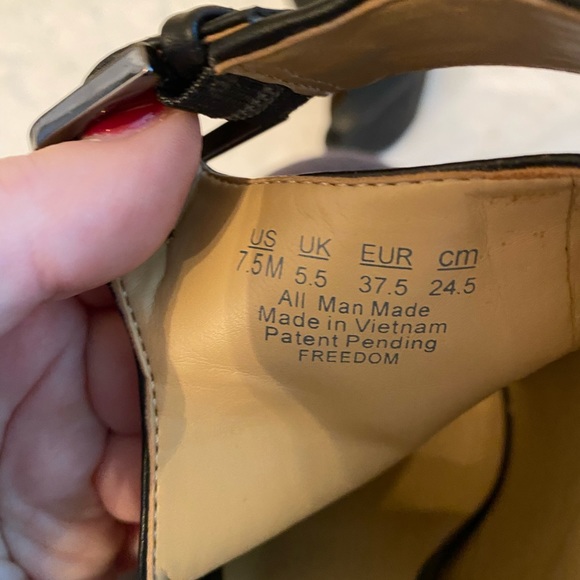 US UK EUR cm
7.5M 5.5 37.5 24.5
All Man Made
Made in Vietnam
Patent Pending
FREEDOM